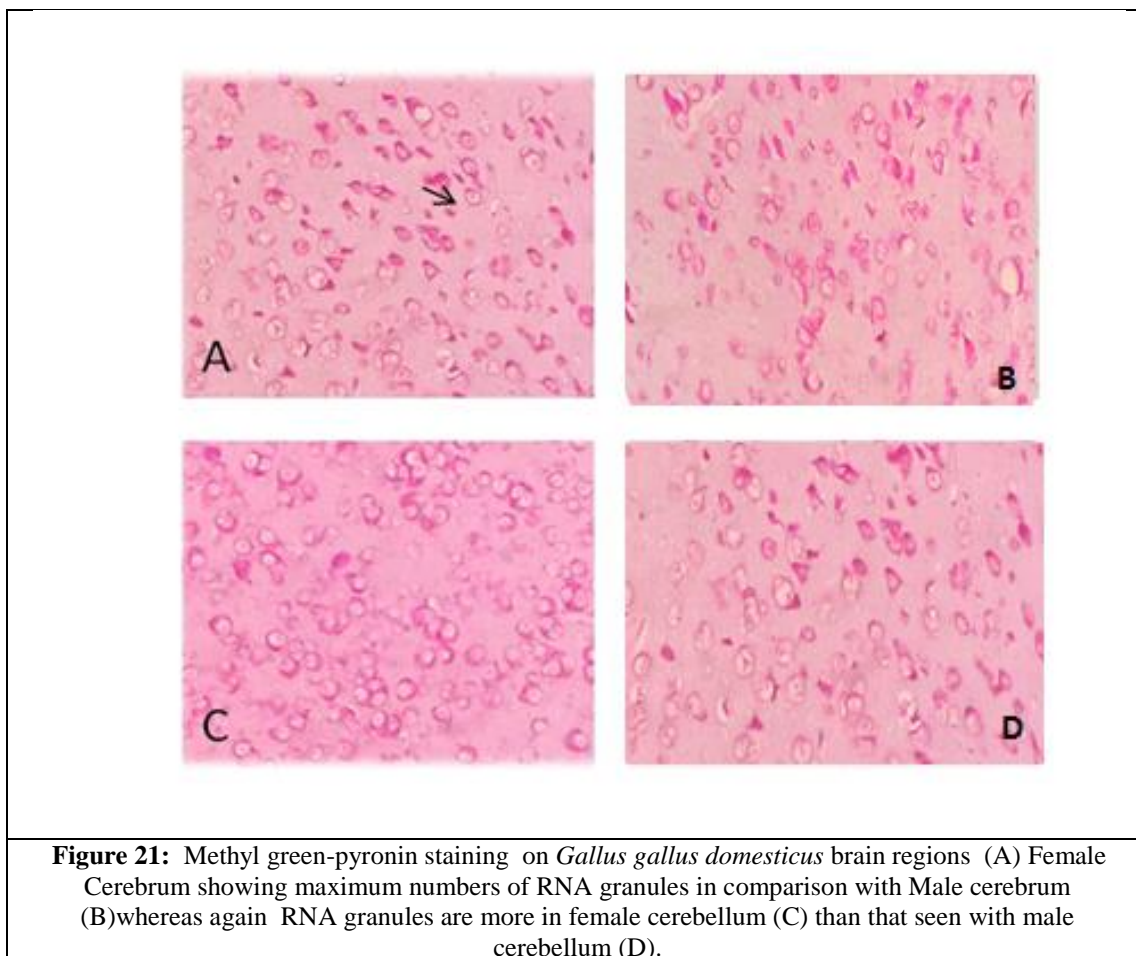 A
B
C
D
Figure 21: Methyl green-pyronin staining on Gallus gallus domesticus brain regions (A) Female
Cerebrum showing maximum numbers of RNA granules in comparison with Male cerebrum
(B)whereas again RNA granules are more in female cerebellum (C) than that seen with male
cerebellum (D).